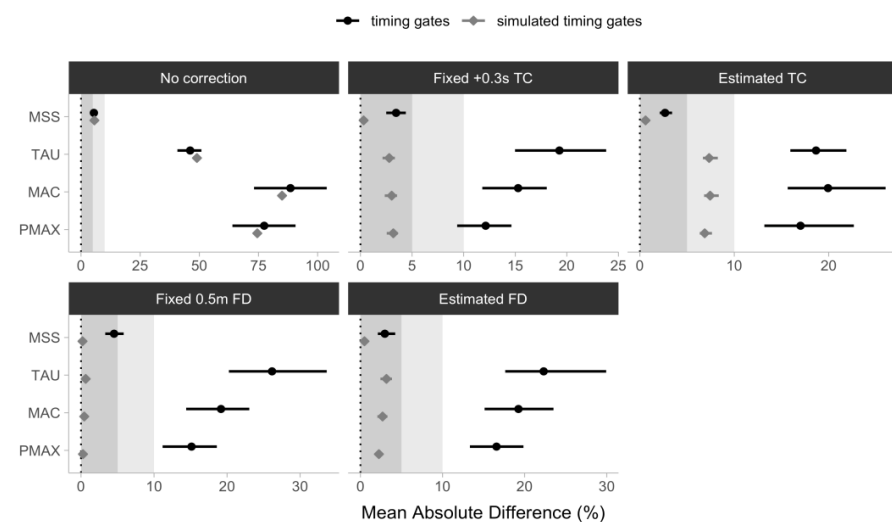 timing gates simulated timing gates
No correction Fixed +0.3s TC Estimated TC
MSS
TAU
MAC
PMAX
0 25 50 75 100 0 5 10 15 20 25 0 10 20
Fixed 0.5m FD Estimated FD
MSS
TAU
MAC
PMAX
0 10 20 30 0 10 20 30
Mean Absolute Difference (%)